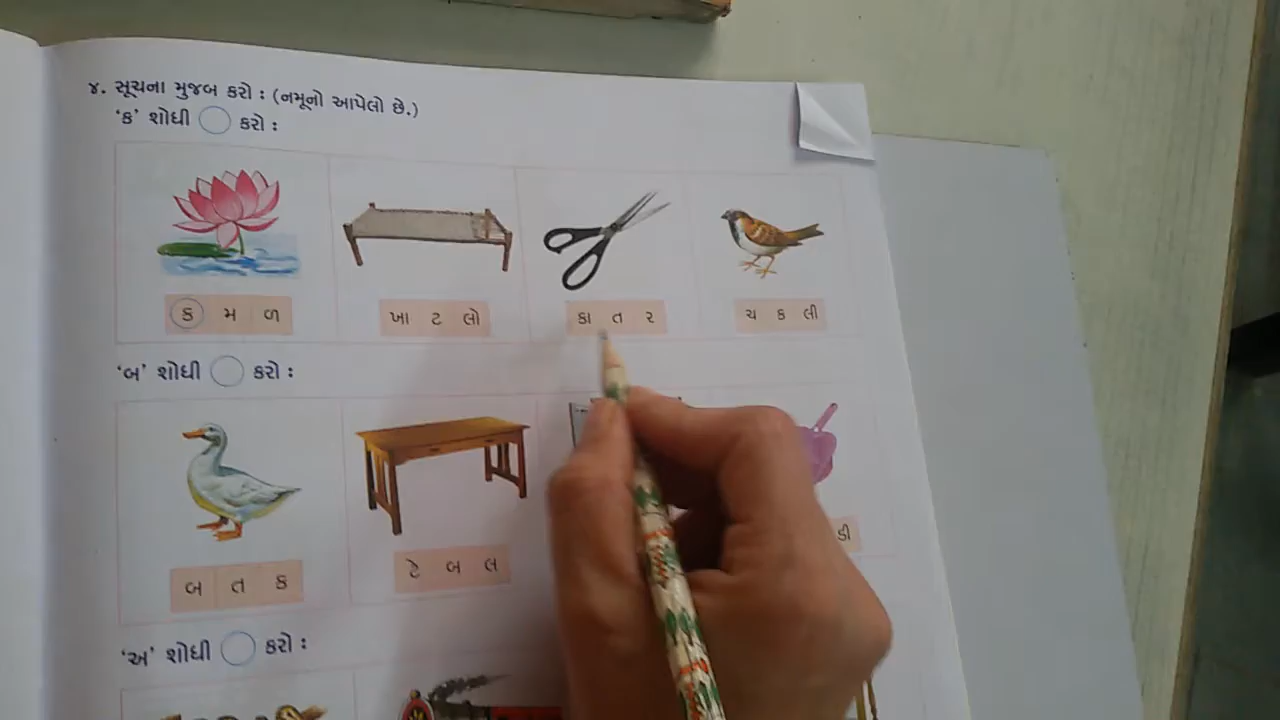 ૪. સૂચના મુજબ કરો : (નમૂનો આપેલો છે.)
‘ક’ શોધી કરો :
ક મ ળ ખા ટ લો કા ત ર ચ ક લી
‘બ’ શોધી કરો :
બ ત ક ટે બ લ ડી
‘અ’ શોધી કરો :